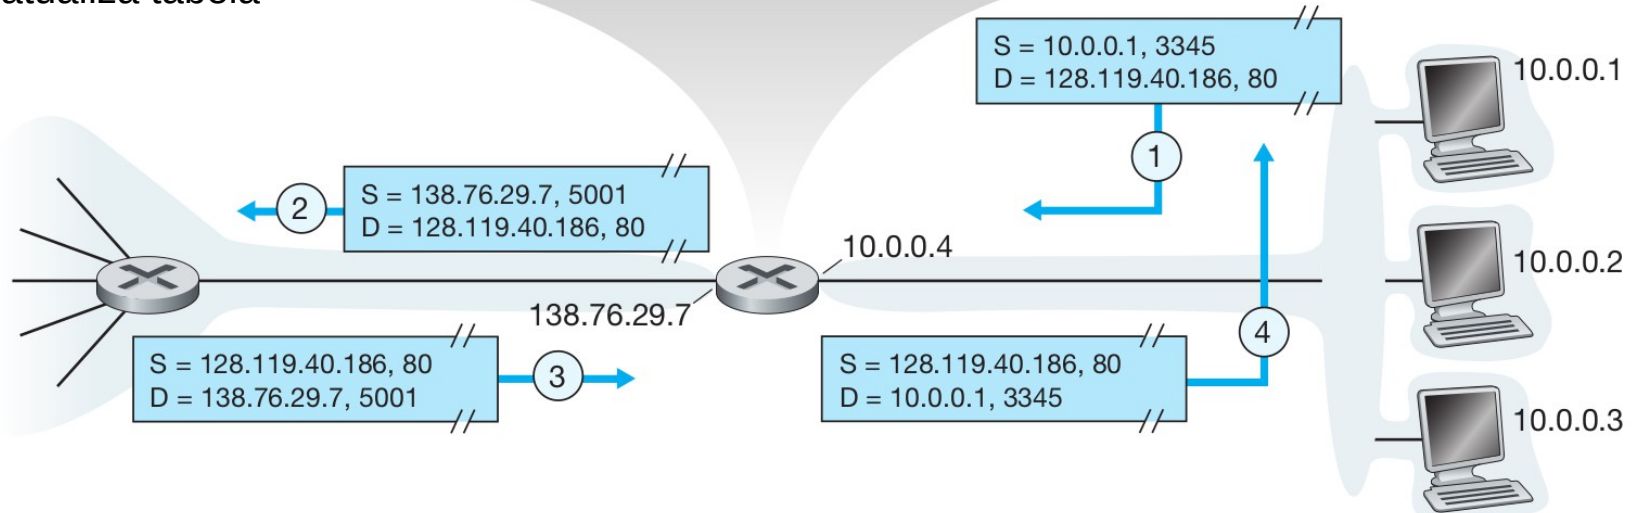 atualiza tabela
S = 10.0.0.1, 3345
D = 128.119.40.186, 80
10.0.0.1
1
S = 138.76.29.7, 5001
D = 128.119.40.186, 80
2
10.0.0.4
10.0.0.2
138.76.29.7
S = 128.119.40.186, 80
D = 138.76.29.7, 5001
3
S = 128.119.40.186, 80
D = 10.0.0.1, 3345
4
10.0.0.3